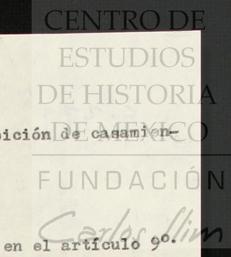 CENTRO DE
ESTUDIOS
DE HISTORIA
DE MÉXICO
ición de casamien-
FUNDACIÓN
Carlos Slim
en el artículo 9º.